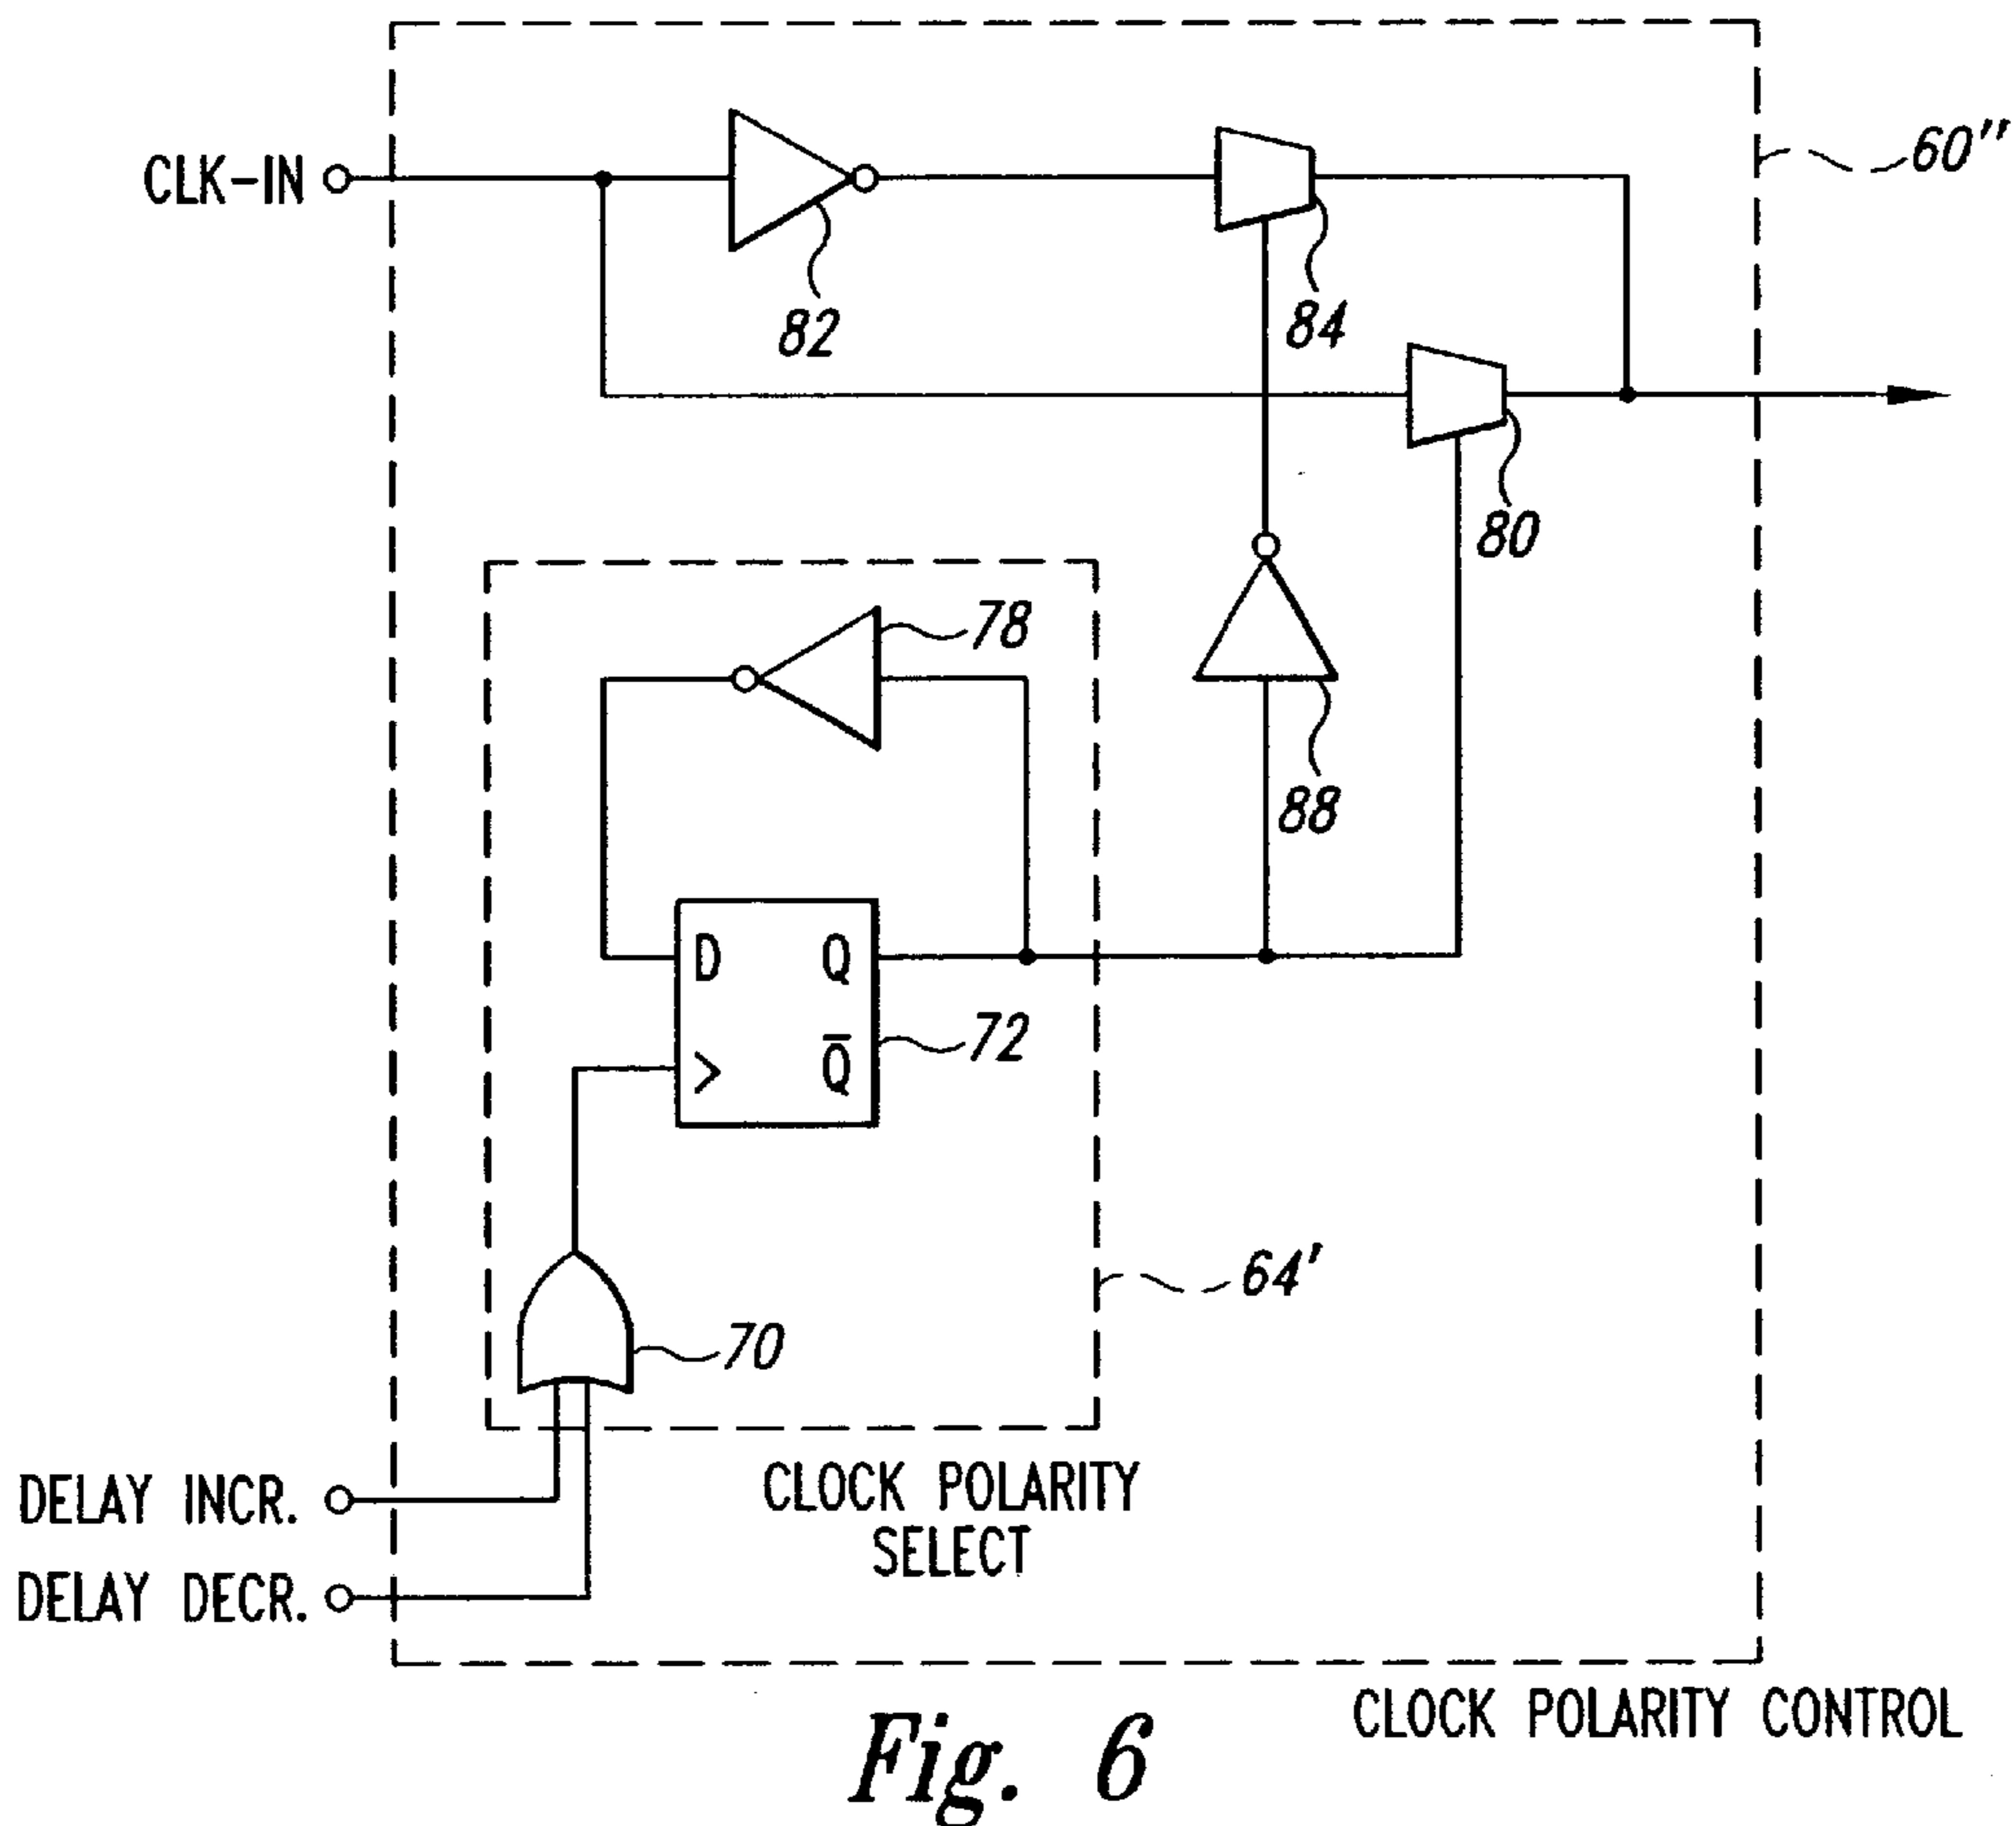 60"
CLK-IN
82
84
80
78
88
D Q
72
> Q̅
64'
70
DELAY INCR.
CLOCK POLARITY
SELECT
DELAY DECR.
CLOCK POLARITY CONTROL
Fig. 6